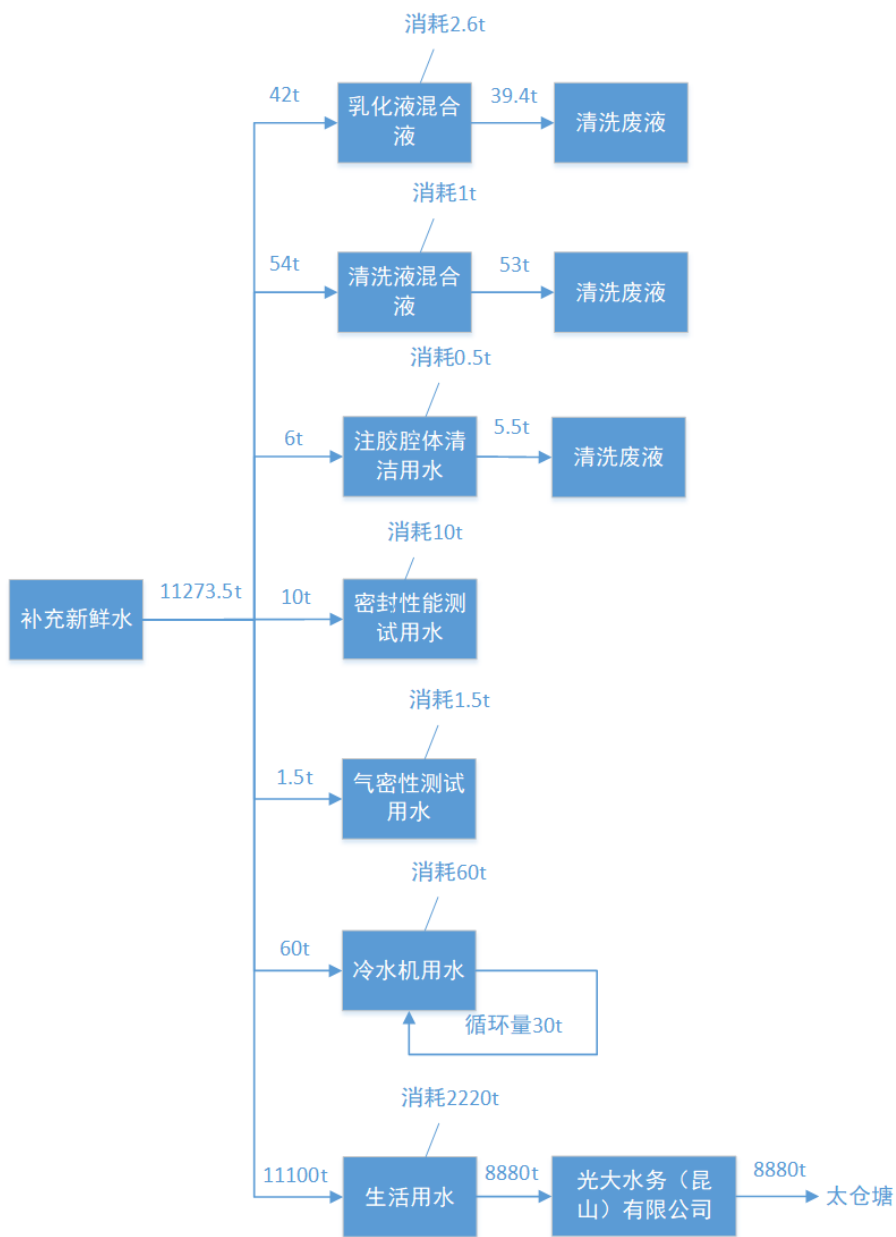 消耗2.6t
42t
乳化液混合
液
39.4t
清洗废液
消耗1t
54t
清洗液混合
液
53t
清洗废液
消耗0.5t
6t
注胶腔体清
洁用水
5.5t
清洗废液
消耗10t
补充新鲜水
11273.5t
10t
密封性能测
试用水
消耗1.5t
1.5t
气密性测试
用水
消耗60t
60t
冷水机用水
循环量30t
消耗2220t
11100t
生活用水
8880t
光大水务（昆
山）有限公司
8880t
太仓塘